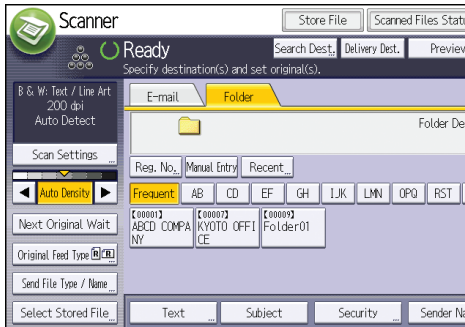 Scanner
Store File
Scanned Files Statu
Ready
Search Dest.
Delivery Dest.
Preview
Specify destination(s) and set original(s).
B & W: Text / Line Art
200 dpi
Auto Detect
E-mail
Folder
Folder De
Scan Settings
Reg. No.
Manual Entry
Recent
Auto Density
Frequent
AB
CD
EF
GH
IJK
LMN
OPQ
RST
Next Original Wait
[00001]
ABCD COMPA
NY
[00007]
KYOTO OFFI
CE
[00009]
Folder01
Original Feed Type
Send File Type / Name
Select Stored File
Text
Subject
Security
Sender Na